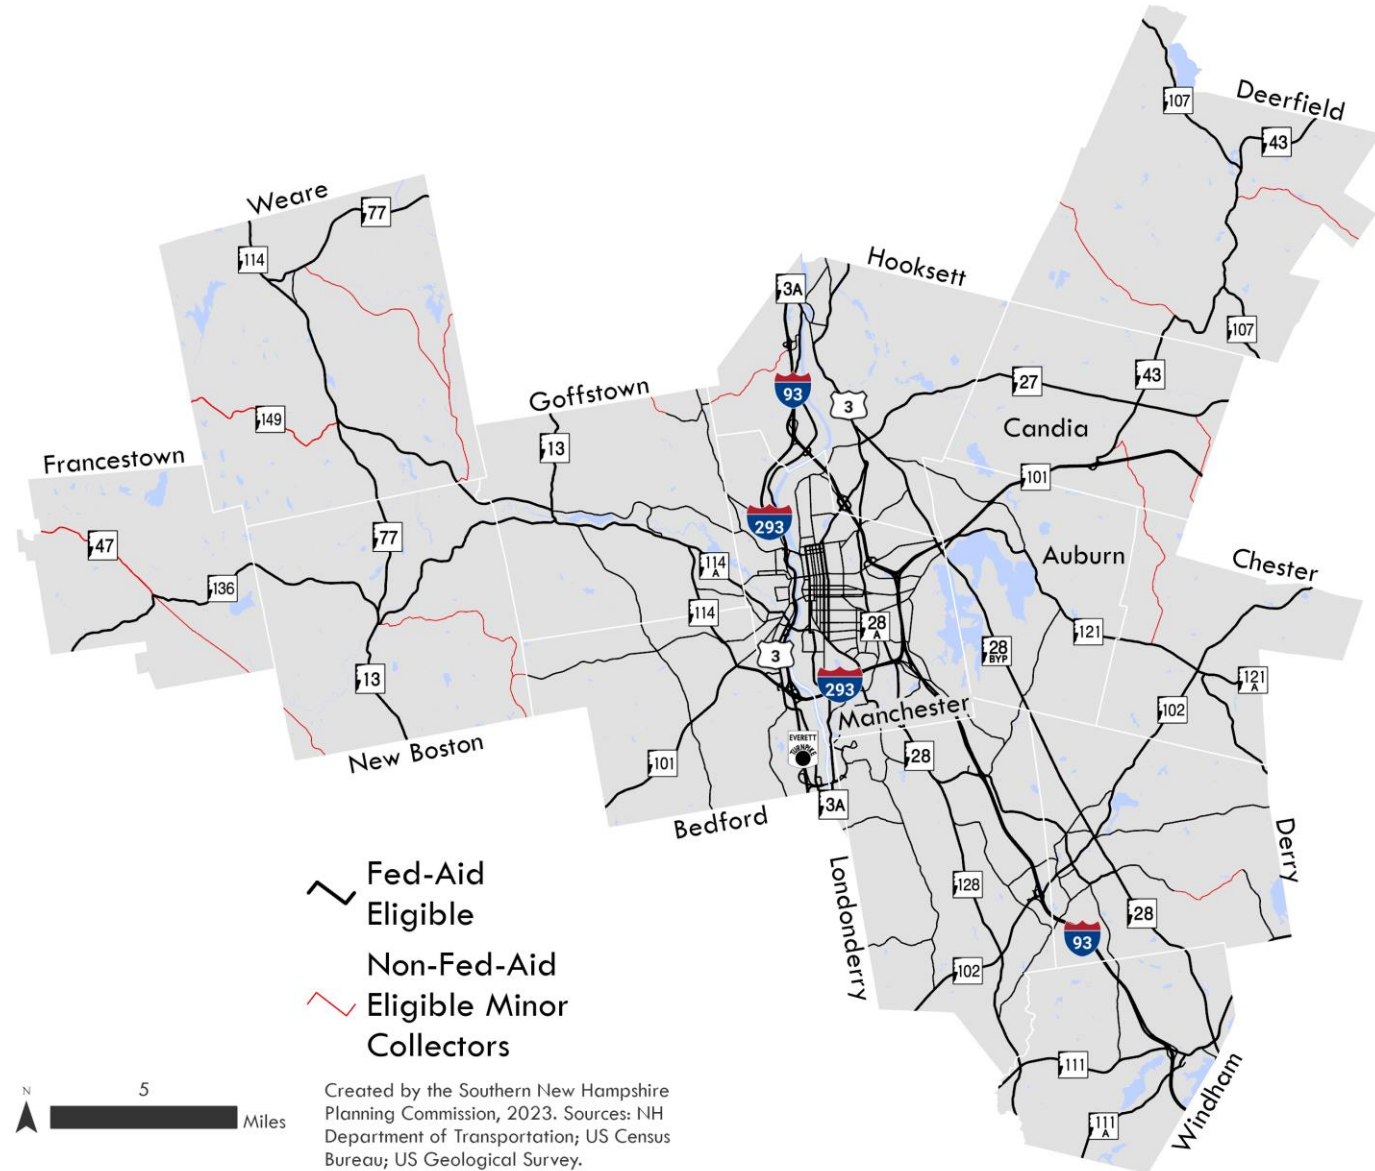 107
Deerfield
43
Weare
77
114
Hooksett
3A
107
93
43
27
3
Goffstown
Candia
149
13
Francestown
101
293
77
47
Auburn
Chester
114
A
136
114
28
A
121
28
BYP
3
121
A
13
293
102
Manchester
New Boston
EVERETT
TURNPIKE
28
101
3A
Bedford
Derry
Londonderry
128
28
93
102
111
Windham
111
A
Fed-Aid
Eligible
Non-Fed-Aid
Eligible Minor
Collectors
N
5
Miles
Created by the Southern New Hampshire
Planning Commission, 2023. Sources: NH
Department of Transportation; US Census
Bureau; US Geological Survey.